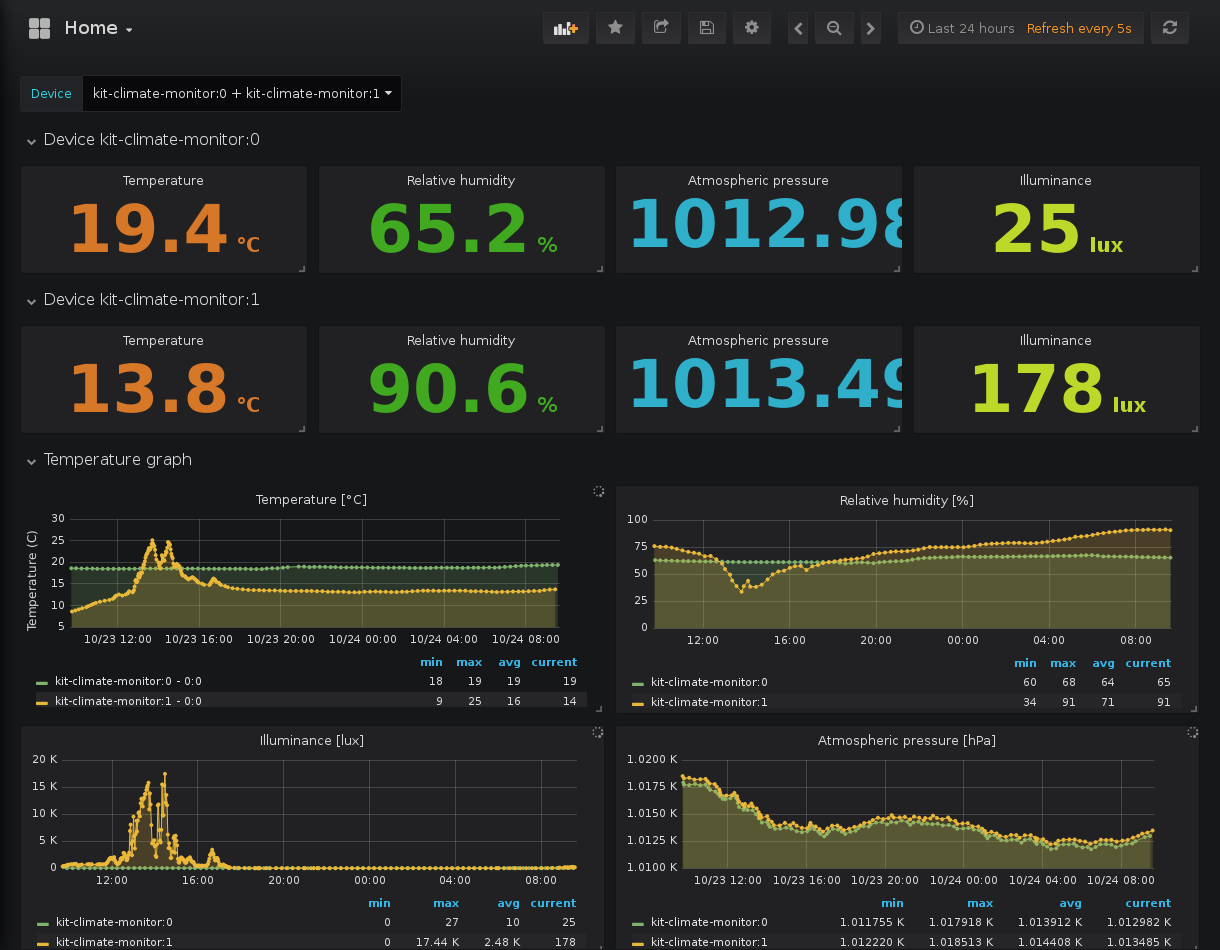 Home
Last 24 hours Refresh every 5s
Device kit-climate-monitor:0 + kit-climate-monitor:1
Device kit-climate-monitor:0
Temperature Relative humidity Atmospheric pressure Illuminance
19.4 °C 65.2 % 1012.98 25 lux
Device kit-climate-monitor:1
Temperature Relative humidity Atmospheric pressure Illuminance
13.8 °C 90.6 % 1013.49 178 lux
Temperature graph
Temperature [°C]
Temperature (C)
30
25
20
15
10
5
10/23 12:00 10/23 16:00 10/23 20:00 10/24 00:00 10/24 04:00 10/24 08:00
min max avg current
kit-climate-monitor:0 - 0:0 18 19 19 19
kit-climate-monitor:1 - 0:0 9 25 16 14
Relative humidity [%]
100
75
50
25
0
12:00 16:00 20:00 00:00 04:00 08:00
min max avg current
kit-climate-monitor:0 60 68 64 65
kit-climate-monitor:1 34 91 71 91
Illuminance [lux]
20 K
15 K
10 K
5 K
0
12:00 16:00 20:00 00:00 04:00 08:00
min max avg current
kit-climate-monitor:0 0 27 10 25
kit-climate-monitor:1 0 17.44 K 2.48 K 178
Atmospheric pressure [hPa]
1.0200 K
1.0175 K
1.0150 K
1.0125 K
1.0100 K
10/23 12:00 10/23 16:00 10/23 20:00 10/24 00:00 10/24 04:00 10/24 08:00
min max avg current
kit-climate-monitor:0 1.011755 K 1.017918 K 1.013912 K 1.012982 K
kit-climate-monitor:1 1.012220 K 1.018513 K 1.014408 K 1.013485 K